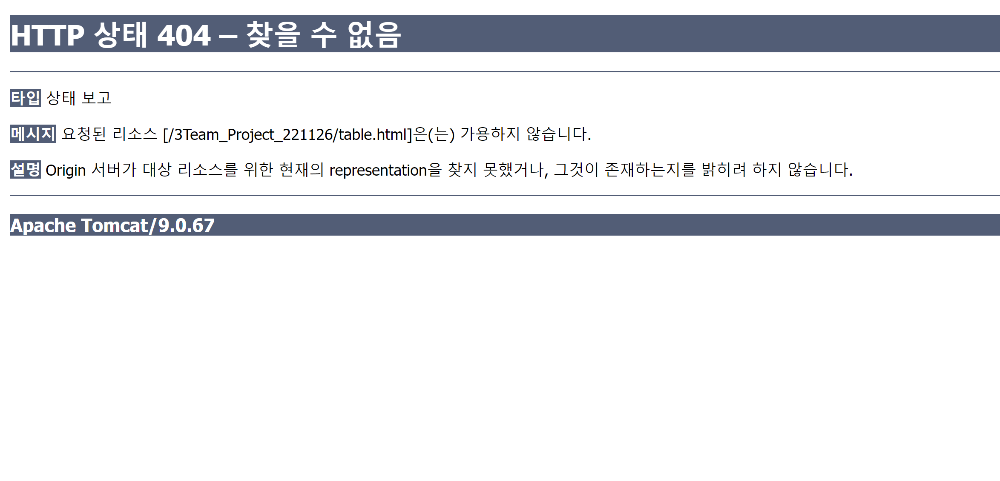 HTTP 상태 404 – 찾을 수 없음
타입 상태 보고
메시지 요청된 리소스 [/3Team_Project_221126/table.html]은(는) 가용하지 않습니다.
설명 Origin 서버가 대상 리소스를 위한 현재의 representation을 찾지 못했거나, 그것이 존재하는지를 밝히려 하지 않습니다.
Apache Tomcat/9.0.67